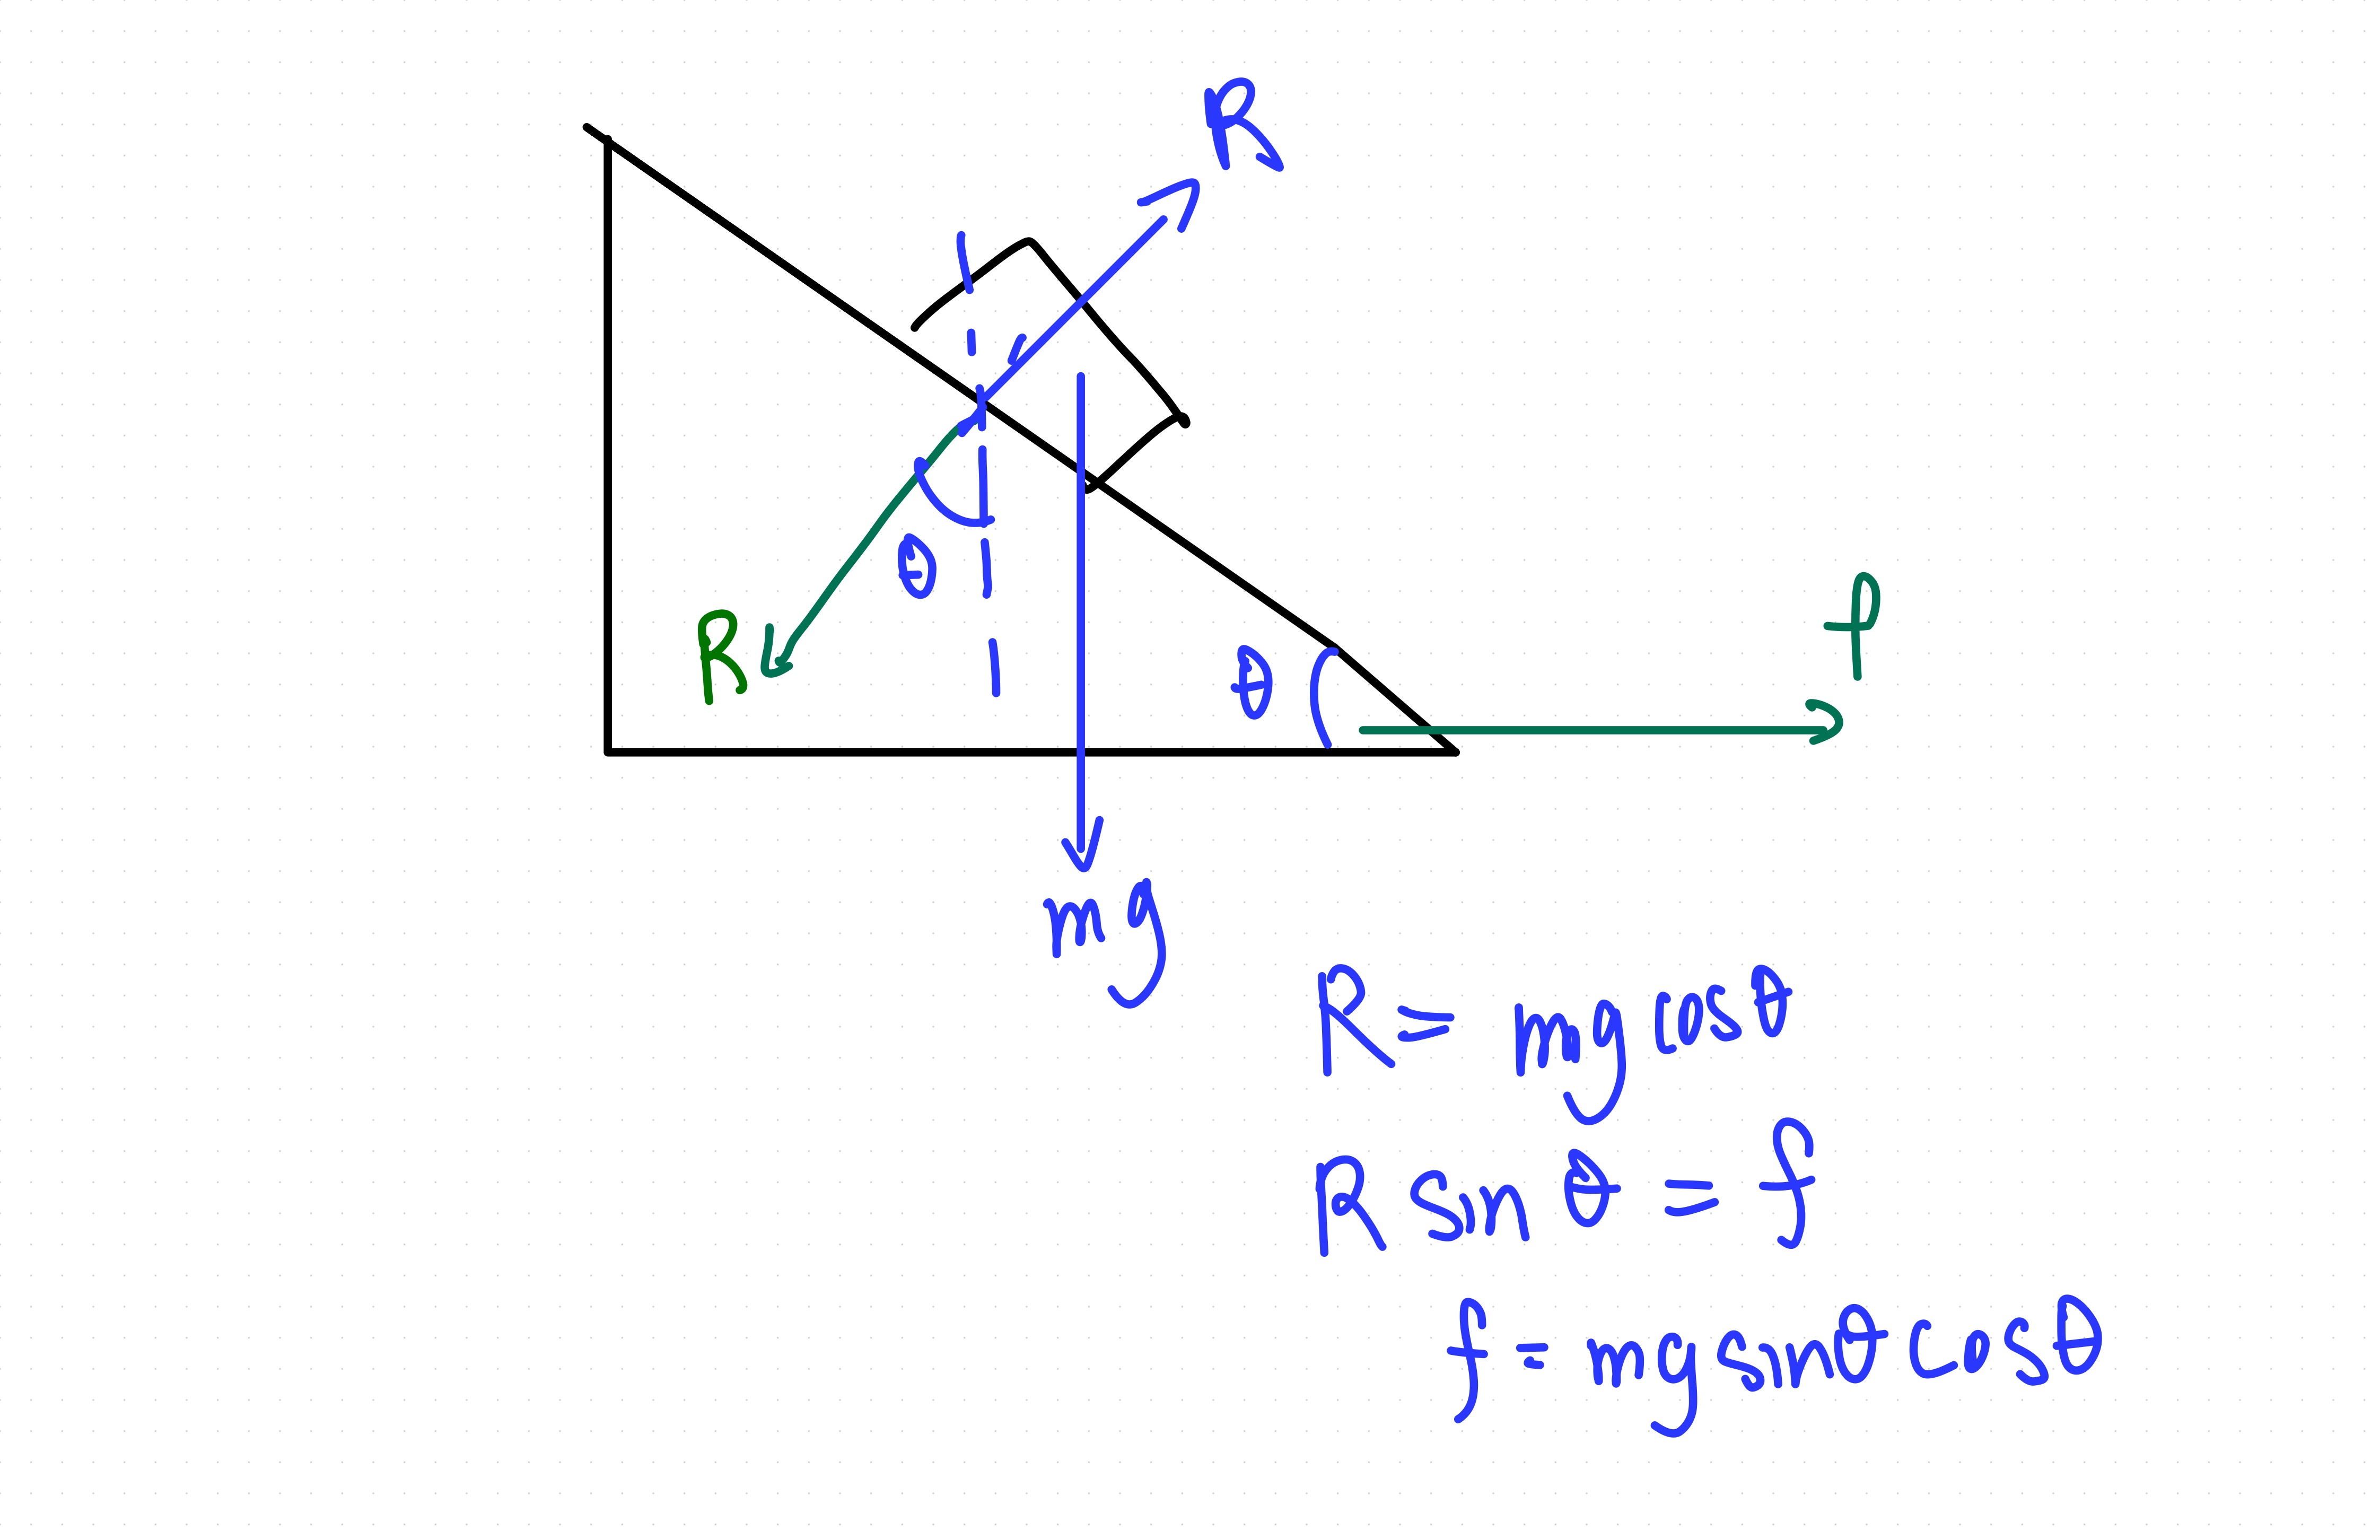 R
θ
R
θ
f
mg
R = mg cosθ
R sinθ = f
f = mg sinθ cosθ